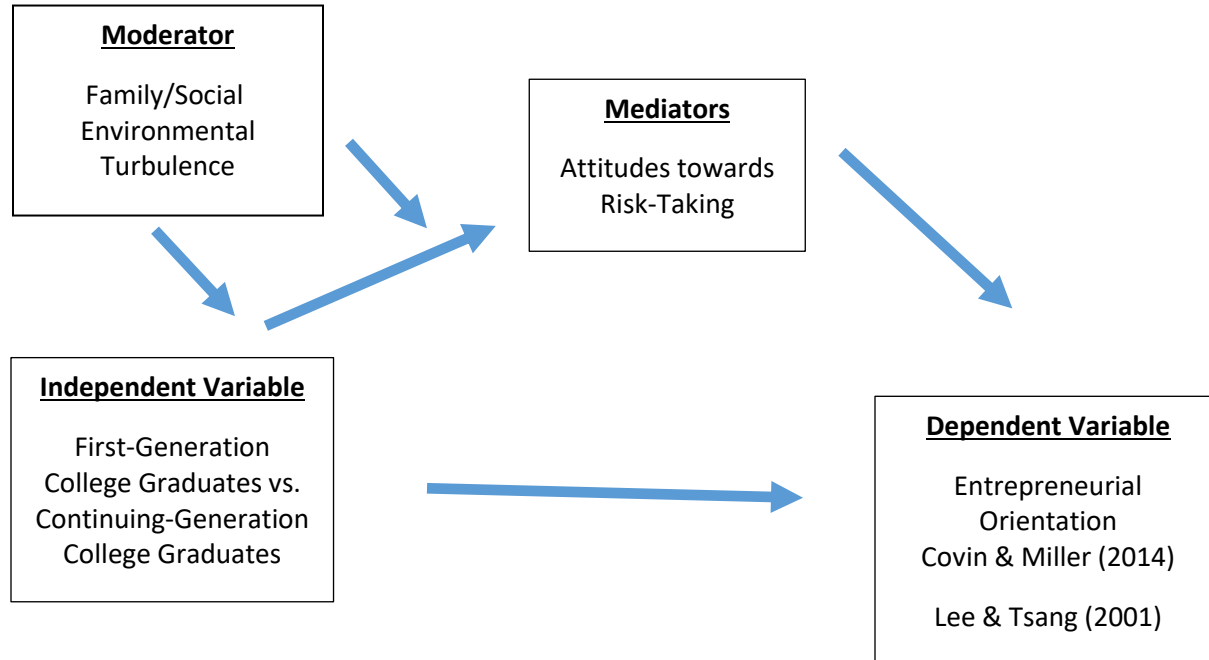 Moderator
Family/Social
Environmental
Turbulence
Mediators
Attitudes towards
Risk-Taking
Independent Variable
First-Generation
College Graduates vs.
Continuing-Generation
College Graduates
Dependent Variable
Entrepreneurial
Orientation
Covin & Miller (2014)
Lee & Tsang (2001)